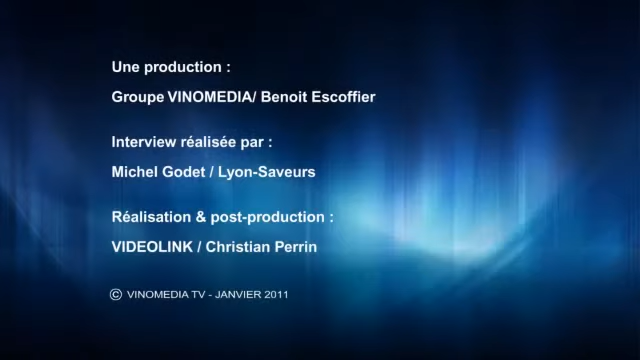 Une production :
Groupe VINOMEDIA/ Benoit Escoffier
Interview réalisée par :
Michel Godet / Lyon-Saveurs
Réalisation & post-production :
VIDEOLINK / Christian Perrin
© VINOMEDIA TV - JANVIER 2011